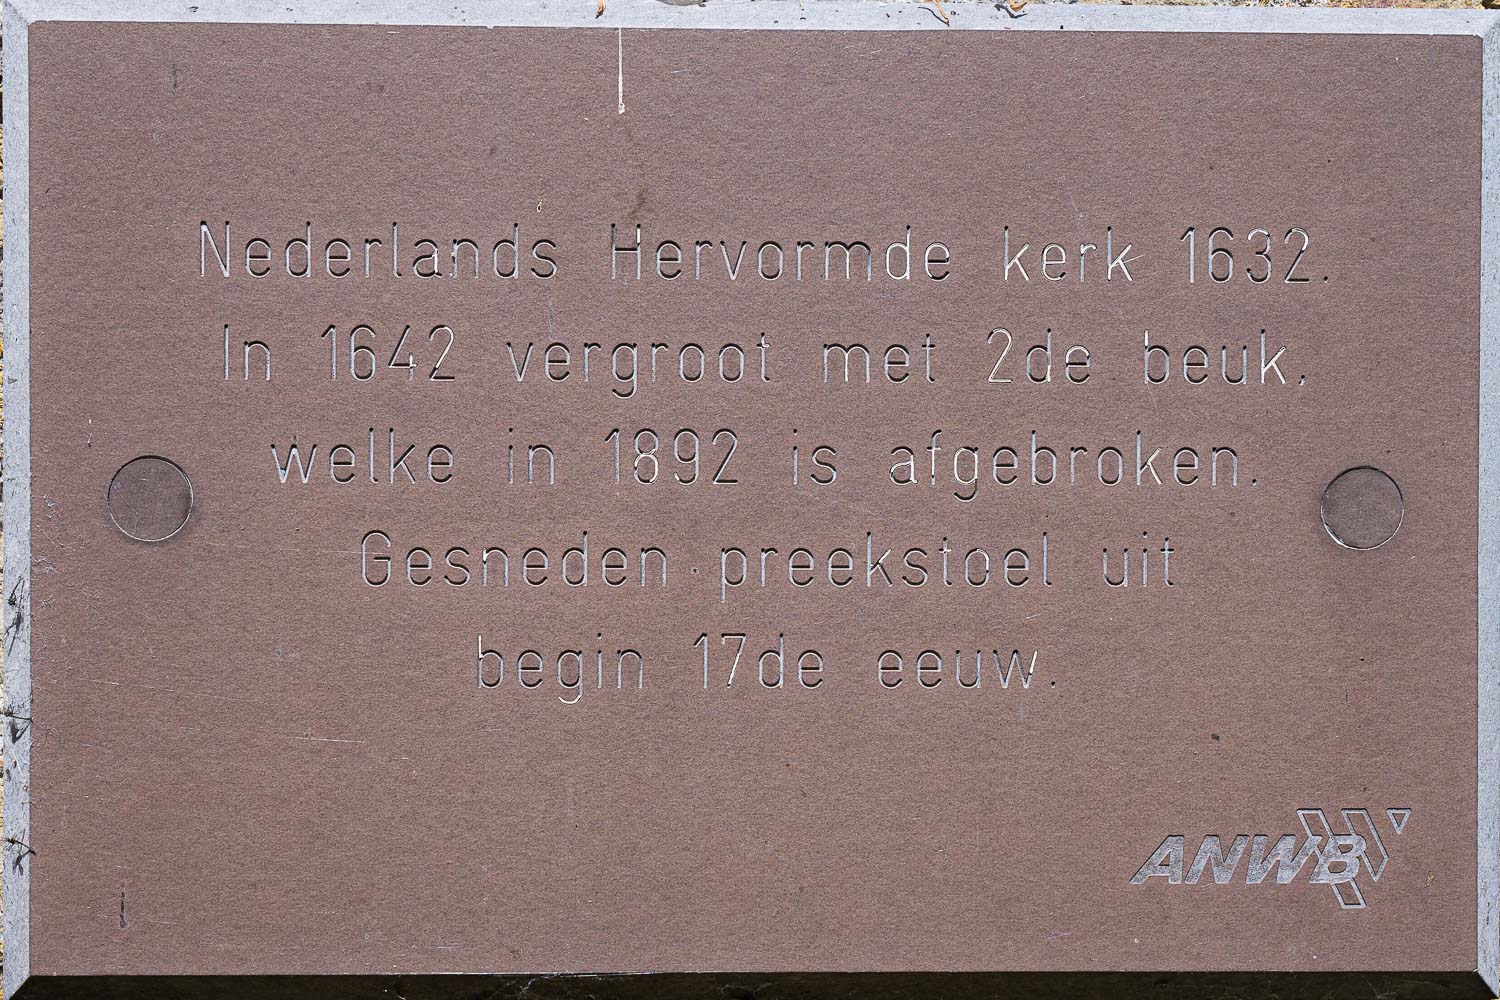 Nederlands Hervormde kerk 1632.
In 1642 vergroot met 2de beuk,
welke in 1892 is afgebroken.
Gesneden preekstoel uit
begin 17de eeuw.
ANWB